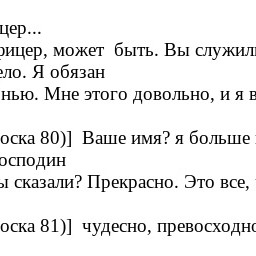 цер...
фицер, может быть. Вы служил
ело. Я обязан
нью. Мне этого довольно, и я в
оска 80)] Ваше имя? я больше
осподин
ы сказали? Прекрасно. Это все,
оска 81)] чудесно, превосходно